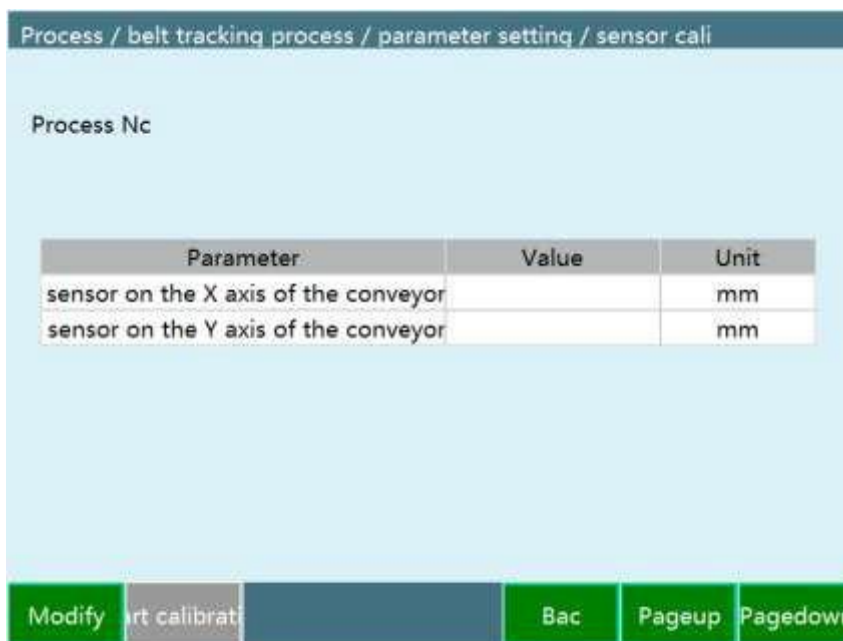 Process / belt tracking process / parameter setting / sensor cali
Process Nc
Parameter Value Unit
sensor on the X axis of the conveyor mm
sensor on the Y axis of the conveyor mm
Modify rt calibrati Bac Pageup Pagedown